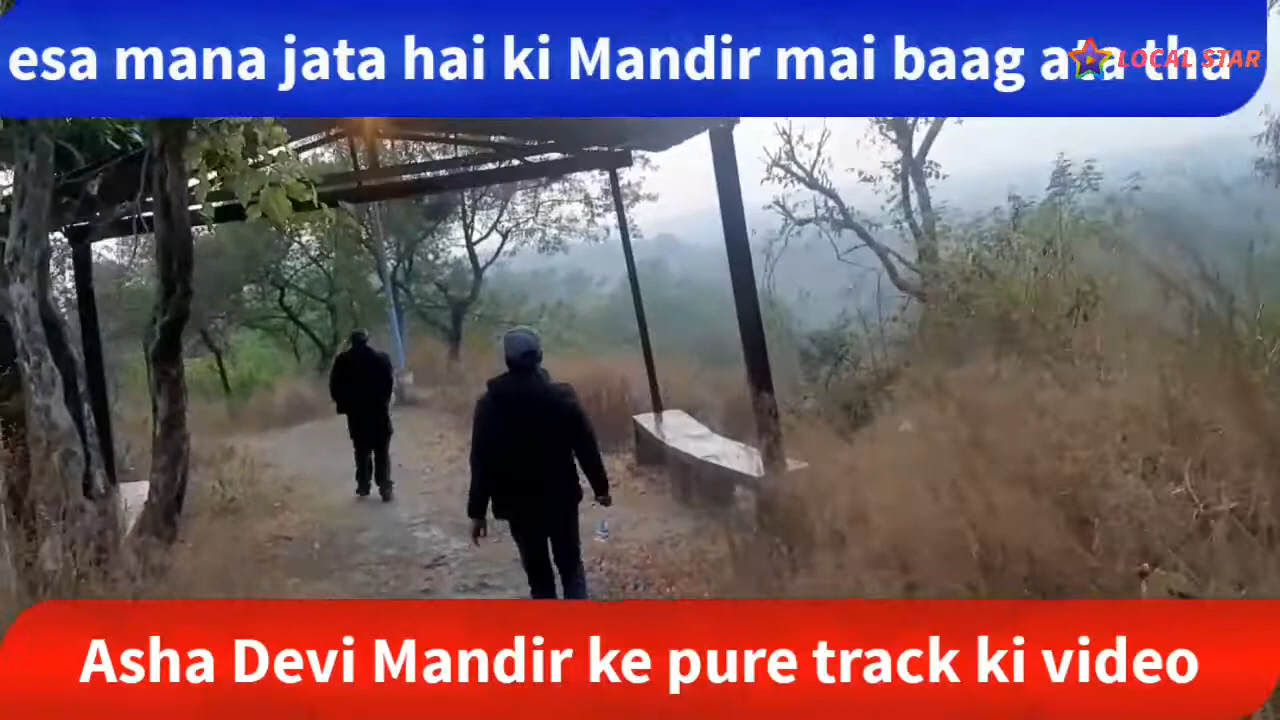 esa mana jata hai ki Mandir mai baag ata tha
LOCAL STAR
Asha Devi Mandir ke pure track ki video